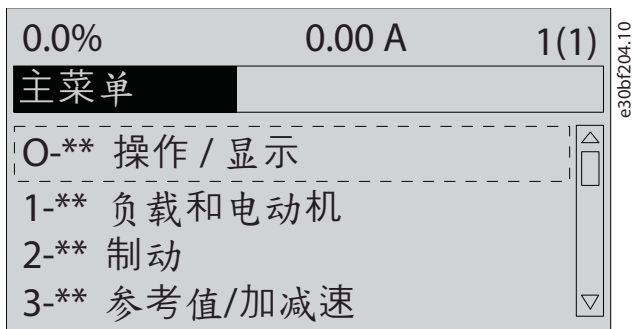 0.0% 0.00 A 1(1)
主菜单
O-** 操作 / 显示
1-** 负载和电动机
2-** 制动
3-** 参考值/加减速
e30bf204.10